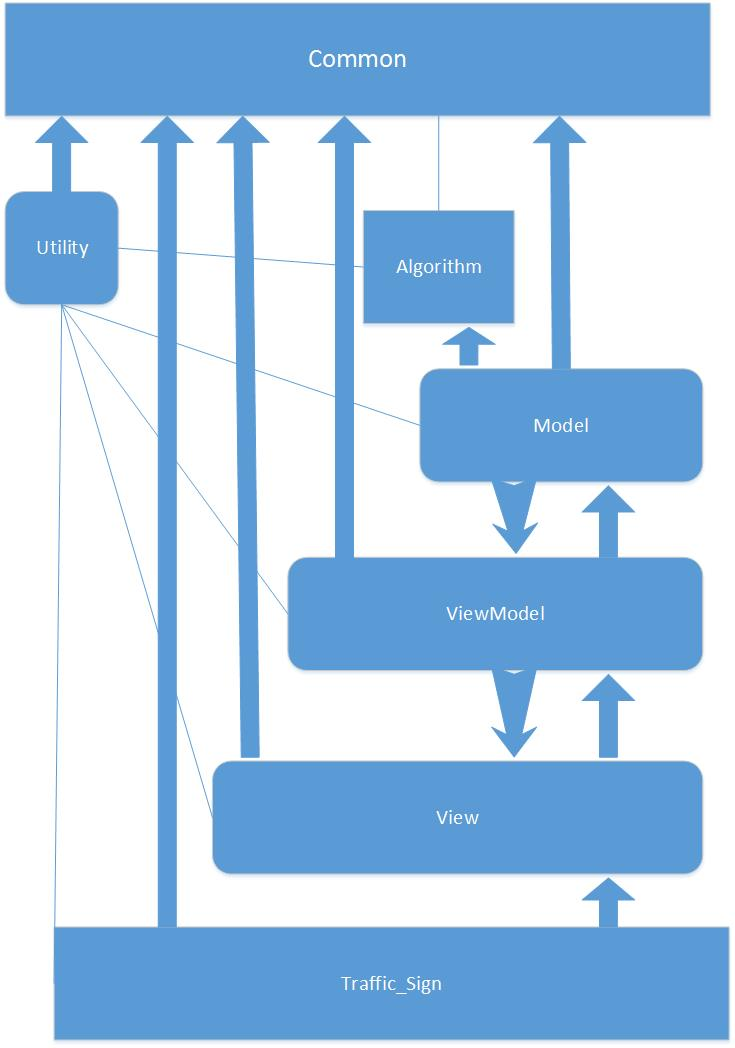 Common
Utility
Algorithm
Model
ViewModel
View
Traffic_Sign